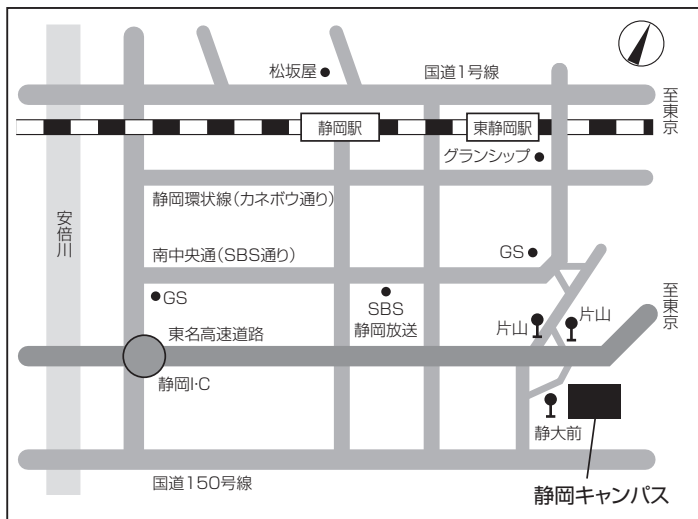 松坂屋
国道1号線
至東京
静岡駅
東静岡駅
グランシップ
静岡環状線(カネボウ通り)
安倍川
南中央通(SBS通り)
GS
GS
SBS
静岡放送
至東京
片山
片山
東名高速道路
静岡I・C
静大前
国道150号線
静岡キャンパス